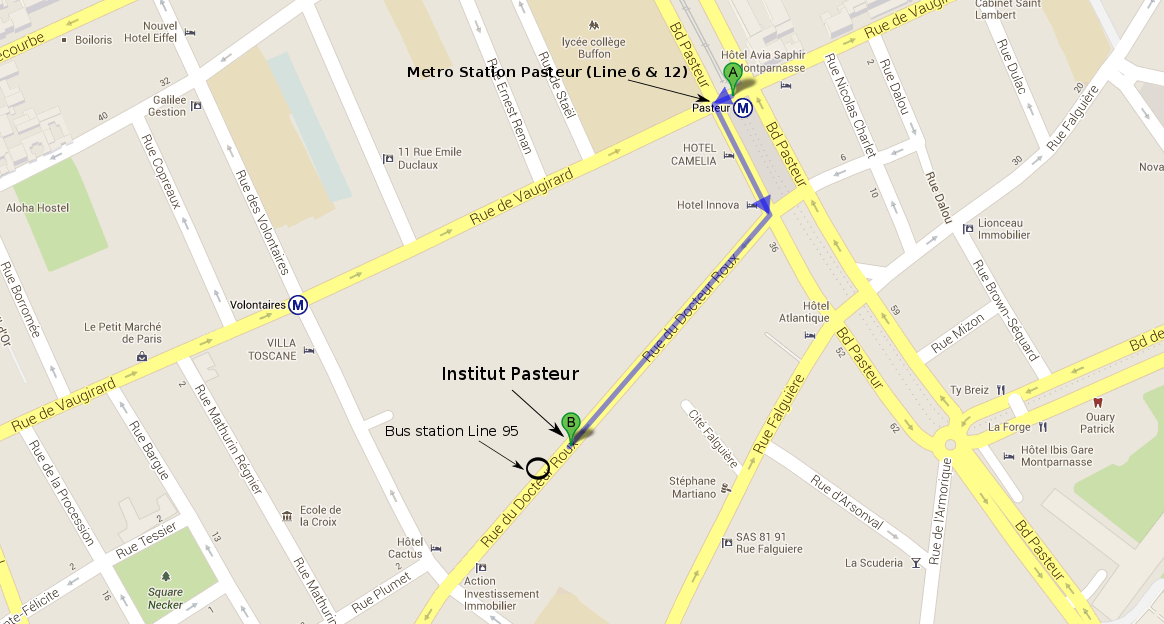 ecourbe
Boiloris
Nouvel
Hotel Eiffel
32
40
Galilee
Gestion
lycée collège
Buffon
Bd Pasteur
Rue de Vaugira
Cabinet Saint
Lambert
Hôtel Avia Saphir
Montparnasse
Metro Station Pasteur (Line 6 & 12)
A
Pasteur
M
Rue Ernest Renan
Rue de Staël
11 Rue Emile
Duclaux
HOTEL
CAMELIA
Hotel Innova
Bd Pasteur
Rue Nicolas Charlet
2
Rue Dalou
Rue Dulac
20
Rue Falguière
30
6
10
Rue Dalou
Nova
Lionceau
Immobilier
Rue Copreaux
Rue des Volontaires
Aloha Hostel
Rue de Vaugirard
Rue Borromée
l d'Or
Volontaires
M
36
Rue du Docteur Roux
Le Petit Marché
de Paris
VILLA
TOSCANE
Hôtel
Atlantique
59
52
Bd Pasteur
Rue Brown-Séquard
Rue Mizon
Bd de
Rue de Vaugirard
2
Rue Mathurin Régnier
Institut Pasteur
B
Bus station Line 95
Rue Falguière
Cité Falguière
62
Ty Breiz
La Forge
Ouary
Patrick
Hôtel Ibis Gare
Montparnasse
Rue de la Procession
Rue Bargue
Rue du Docteur Roux
Stéphane
Martiano
Rue d'Arsonval
Rue de l'Armorique
2
Rue Tessier
13
Ecole de
la Croix
Hôtel
Cactus
SAS 81 91
Rue Falguiere
La Scuderia
Bd Pasteur
2
16
Square
Necker
1
nte-Félicite
Rue Mathurin
Rue Plumet
2
Action
Investissement
Immobilier